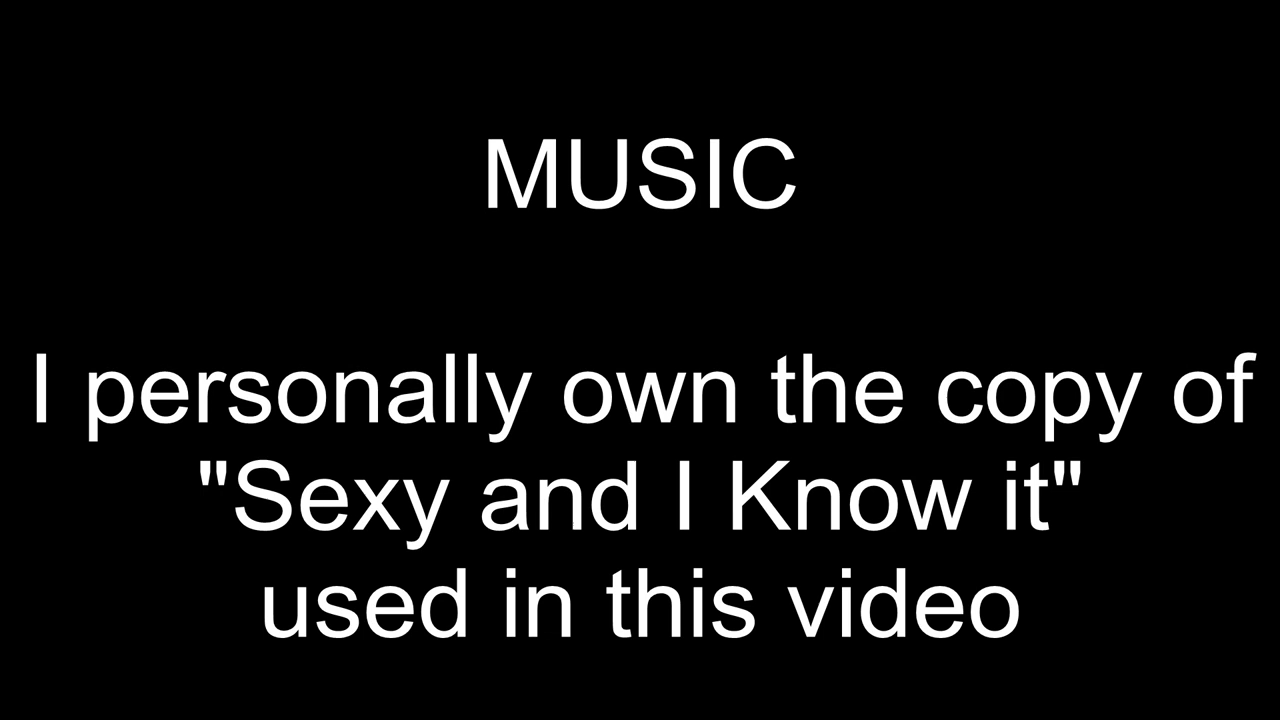 MUSIC
I personally own the copy of
"Sexy and I Know it"
used in this video